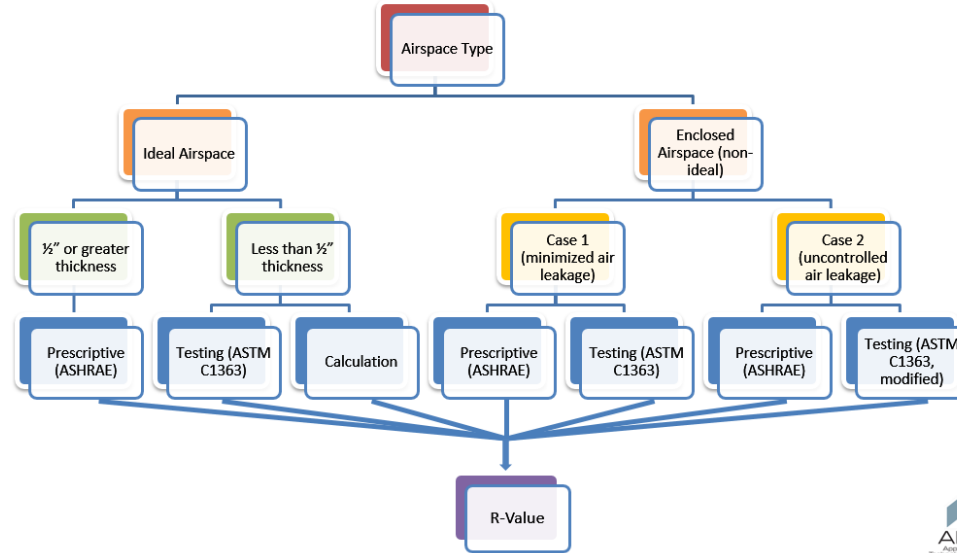 Airspace Type
Ideal Airspace
Enclosed
Airspace (non-
ideal)
½” or greater
thickness
Less than ½”
thickness
Case 1
(minimized air
leakage)
Case 2
(uncontrolled
air leakage)
Prescriptive
(ASHRAE)
Testing (ASTM
C1363)
Calculation
Prescriptive
(ASHRAE)
Testing (ASTM
C1363)
Prescriptive
(ASHRAE)
Testing (ASTM
C1363,
modified)
R-Value